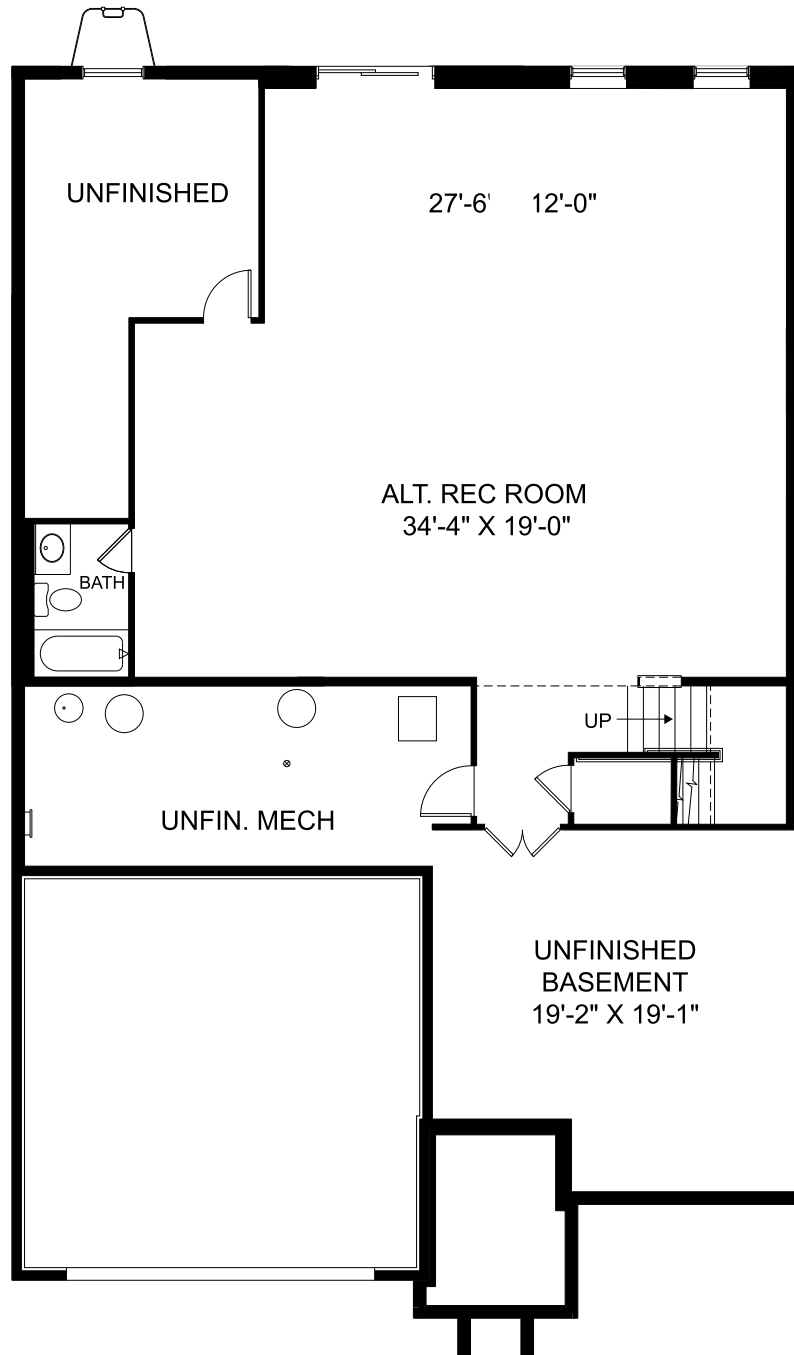 UNFINISHED
27'-6' 12'-0"
ALT. REC ROOM
34'-4" X 19'-0"
BATH
UP
UNFIN. MECH
UNFINISHED
BASEMENT
19'-2" X 19'-1"